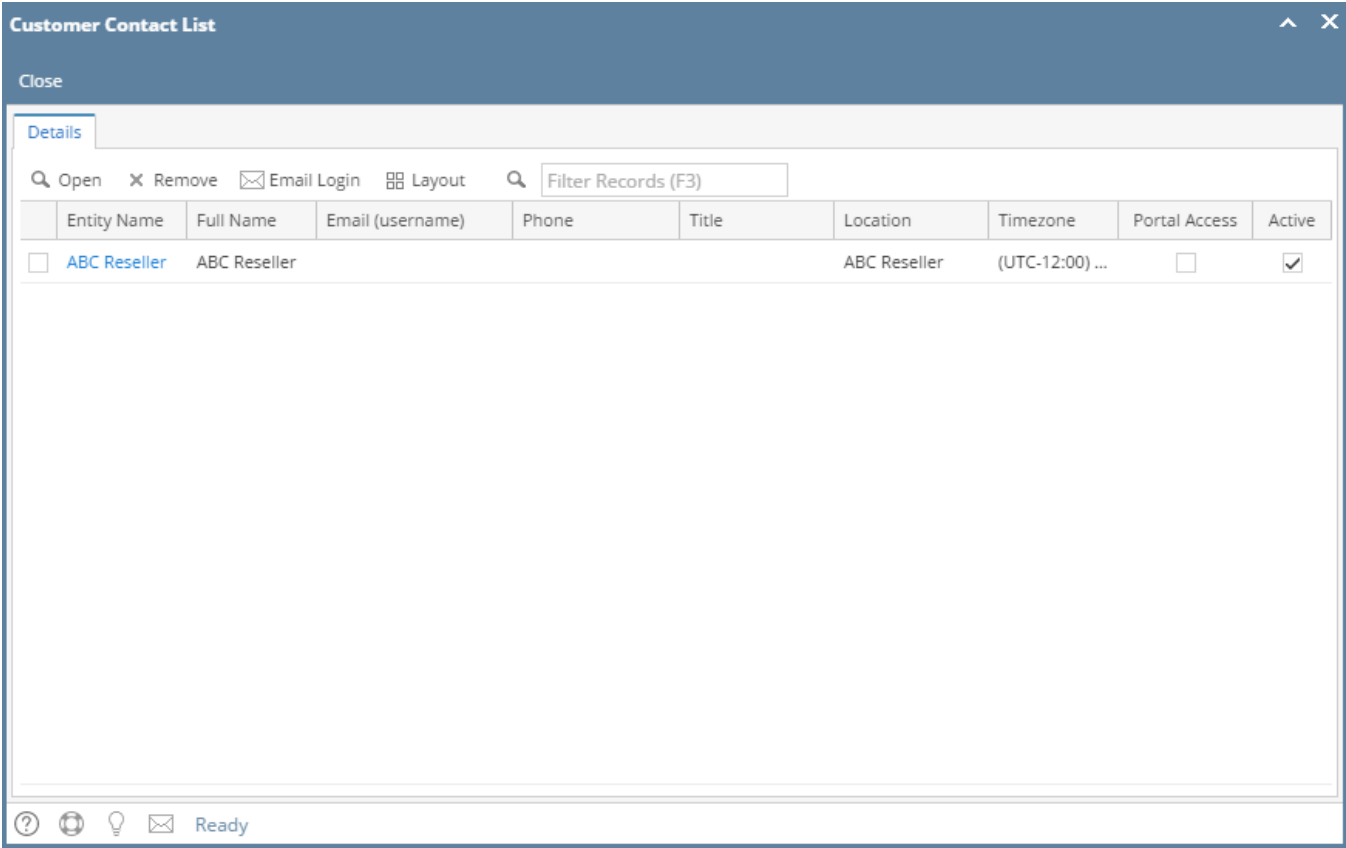 Customer Contact List
Close
Details
Open Remove Email Login Layout Filter Records (F3)
Entity Name Full Name Email (username) Phone Title Location Timezone Portal Access Active
ABC Reseller ABC Reseller ABC Reseller (UTC-12:00) ...
Ready